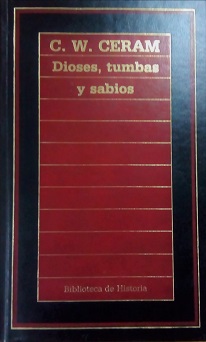 C. W. CERAM
Dioses, tumbas
y sabios
Biblioteca de Historia